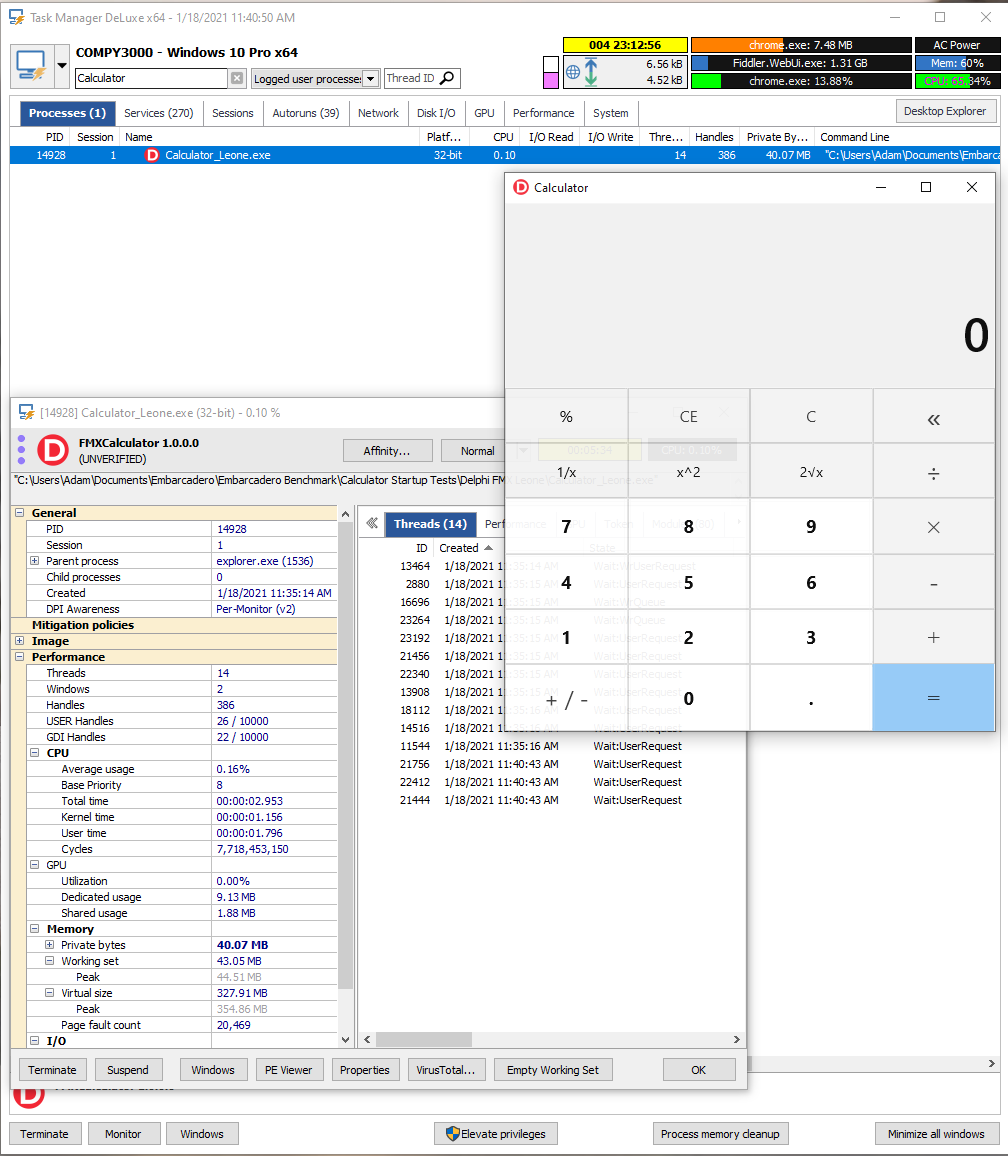 Task Manager DeLuxe x64 - 1/18/2021 11:40:50 AM
COMPY3000 - Windows 10 Pro x64
Calculator Logged user processe: Thread ID
004 23:12:56 chrome.exe: 7.48 MB AC Power
6.56 kB Fiddler.WebUi.exe: 1.31 GB Mem: 60%
4.52 kB chrome.exe: 13.88% CPU: 65.84%
Processes (1) Services (270) Sessions Autoruns (39) Network Disk I/O GPU Performance System Desktop Explorer
PID Session Name Platf... CPU I/O Read I/O Write Thre... Handles Private By... Command Line
14928 1 Calculator_Leone.exe 32-bit 0.10 14 386 40.07 MB "C:\Users\Adam\Documents\Embarca
Calculator
0
% CE C «
1/x x^2 2√x ÷
7 8 9 ×
4 5 6 -
1 2 3 +
+ / - 0 . =
[14928] Calculator_Leone.exe (32-bit) - 0.10 %
FMXCalculator 1.0.0.0
(UNVERIFIED)
Affinity... Normal 00:05:34 CPU: 0.10%
"C:\Users\Adam\Documents\Embarcadero\Embarcadero Benchmark\Calculator Startup Tests\Delphi FMX Leone\Calculator_Leone.exe"
General
PID 14928
Session 1
Parent process explorer.exe (1536)
Child processes 0
Created 1/18/2021 11:35:14 AM
DPI Awareness Per-Monitor (v2)
Mitigation policies
Image
Performance
Threads 14
Windows 2
Handles 386
USER Handles 26 / 10000
GDI Handles 22 / 10000
CPU
Average usage 0.16%
Base Priority 8
Total time 00:00:02.953
Kernel time 00:00:01.156
User time 00:00:01.796
Cycles 7,718,453,150
GPU
Utilization 0.00%
Dedicated usage 9.13 MB
Shared usage 1.88 MB
Memory
Private bytes 40.07 MB
Working set 43.05 MB
Peak 44.51 MB
Virtual size 327.91 MB
Peak 354.86 MB
Page fault count 20,469
I/O
Threads (14)
ID Created State
13464 1/18/2021 11:35:14 AM Wait:WrUserRequest
2880 1/18/2021 11:35:15 AM Wait:WrQueue
16696 1/18/2021 11:35:15 AM Wait:WrQueue
23264 1/18/2021 11:35:15 AM Wait:WrQueue
23192 1/18/2021 11:35:15 AM Wait:UserRequest
21456 1/18/2021 11:35:15 AM Wait:UserRequest
22340 1/18/2021 11:35:15 AM Wait:UserRequest
13908 1/18/2021 11:35:15 AM Wait:UserRequest
18112 1/18/2021 11:35:16 AM Wait:UserRequest
14516 1/18/2021 11:35:16 AM Wait:UserRequest
11544 1/18/2021 11:35:16 AM Wait:UserRequest
21756 1/18/2021 11:40:43 AM Wait:UserRequest
22412 1/18/2021 11:40:43 AM Wait:UserRequest
21444 1/18/2021 11:40:43 AM Wait:UserRequest
Terminate Suspend Windows PE Viewer Properties VirusTotal... Empty Working Set OK
Terminate Monitor Windows Elevate privileges Process memory cleanup Minimize all windows